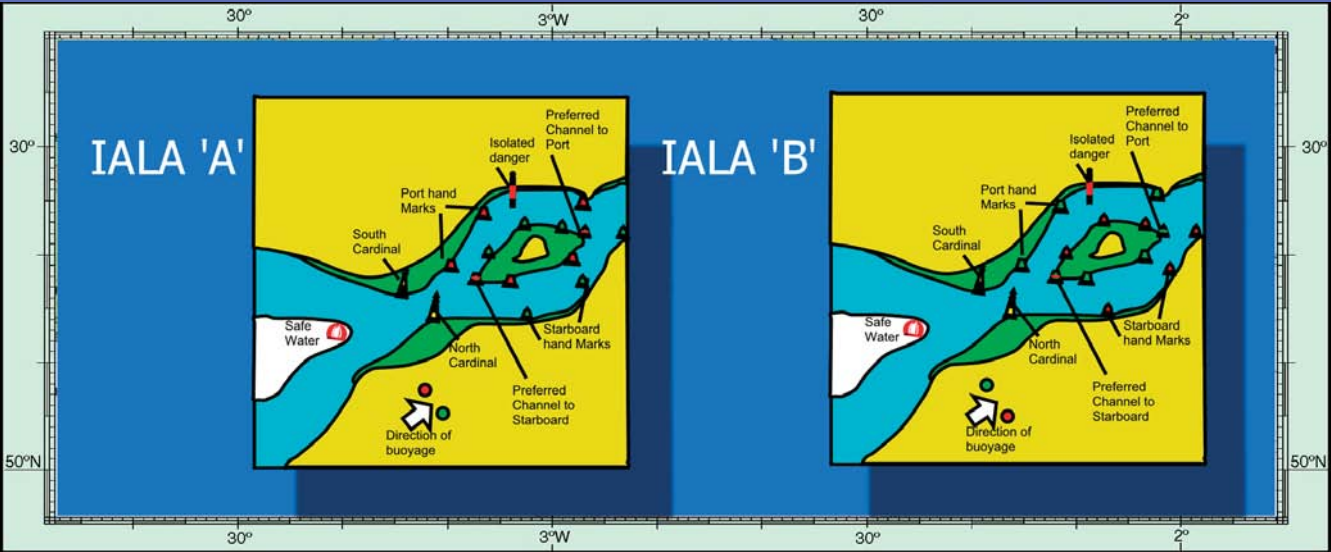 30º 3ºW 30º 2º
30º
30º
IALA 'A'
Preferred
Channel to
Port
Isolated
danger
Port hand
Marks
South
Cardinal
Safe
Water
North
Cardinal
Starboard
hand Marks
Preferred
Channel to
Starboard
Direction of
buoyage
IALA 'B'
Preferred
Channel to
Port
Isolated
danger
Port hand
Marks
South
Cardinal
Safe
Water
North
Cardinal
Starboard
hand Marks
Preferred
Channel to
Starboard
Direction of
buoyage
50ºN
50ºN
30º 3ºW 30º 2º